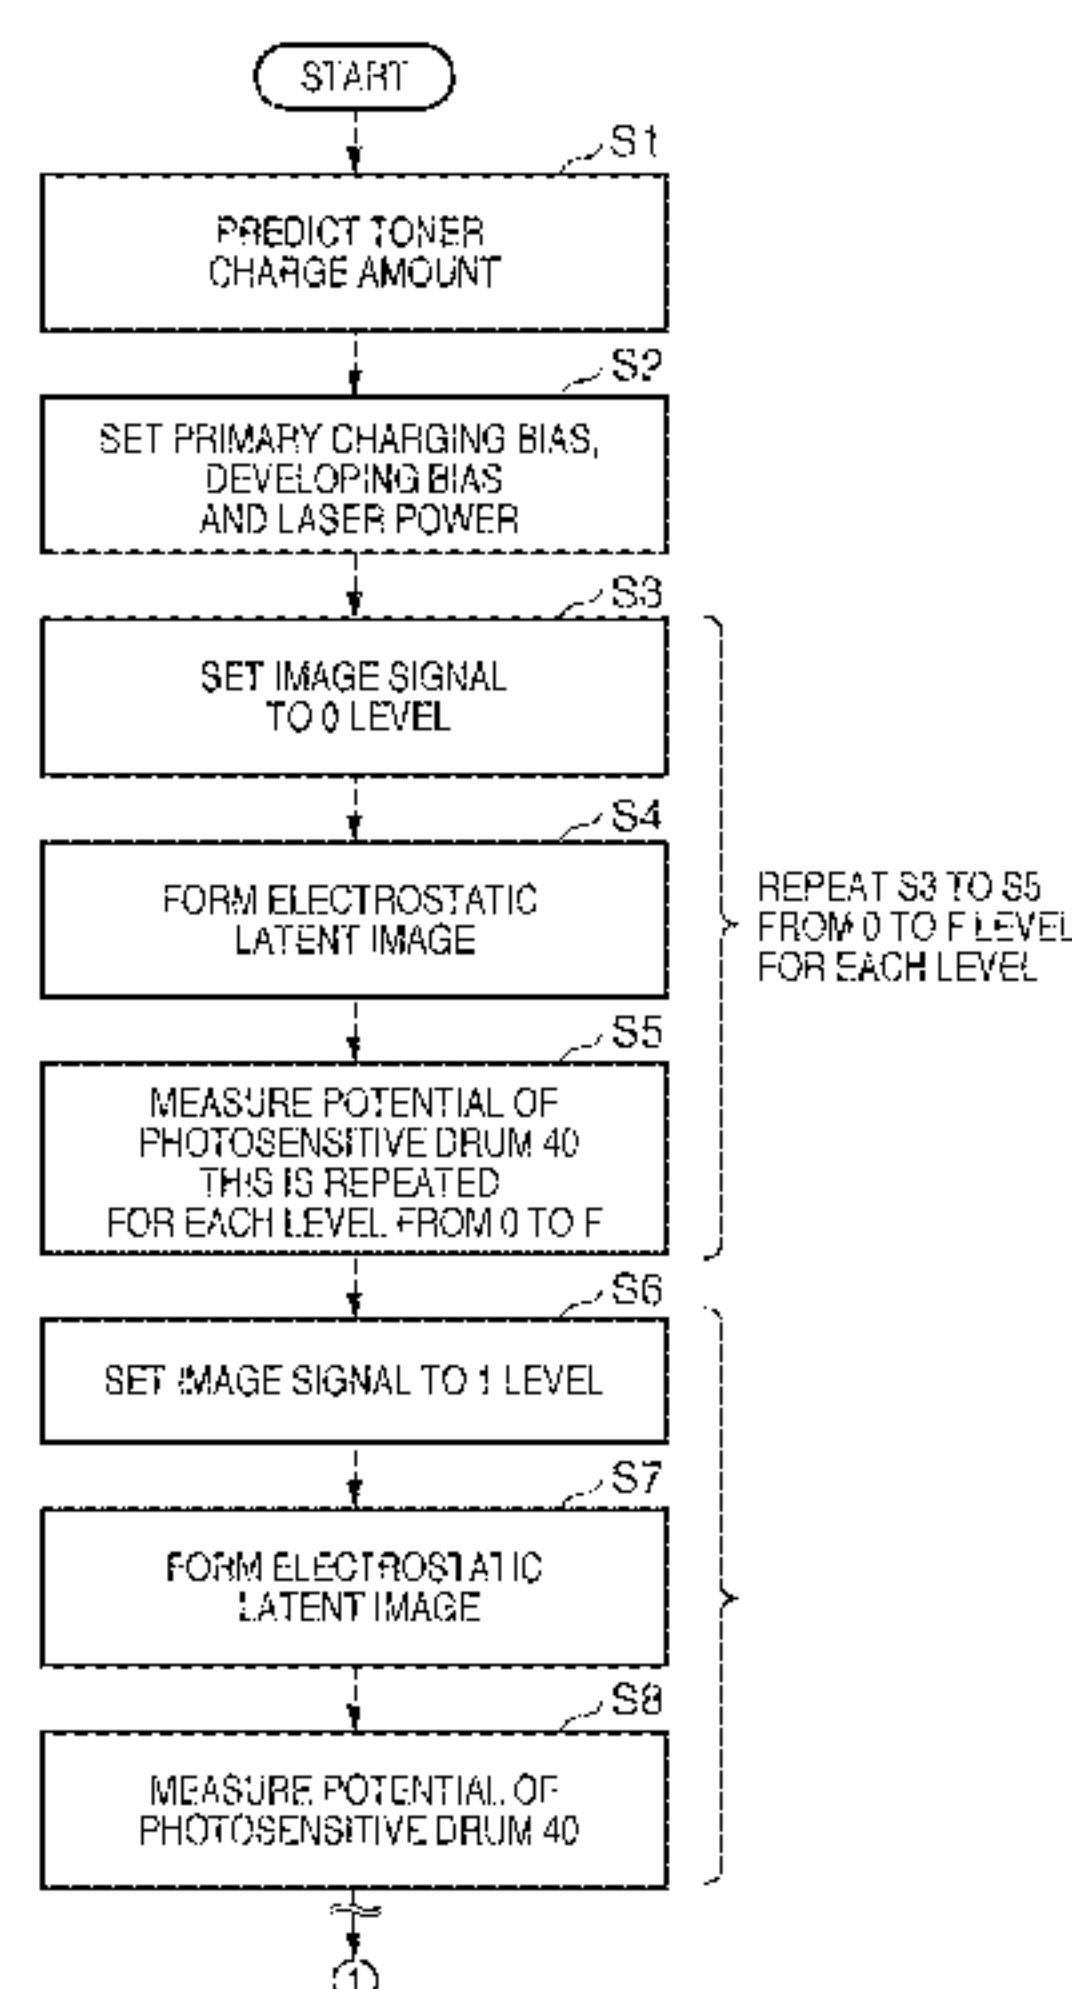 START
S1
PREDICT TONER
CHARGE AMOUNT
S2
SET PRIMARY CHARGING BIAS,
DEVELOPING BIAS
AND LASER POWER
S3
SET IMAGE SIGNAL
TO 0 LEVEL
S4
FORM ELECTROSTATIC
LATENT IMAGE
REPEAT S3 TO S5
FROM 0 TO F LEVEL
FOR EACH LEVEL
S5
MEASURE POTENTIAL OF
PHOTOSENSITIVE DRUM 40
THIS IS REPEATED
FOR EACH LEVEL FROM 0 TO F
S6
SET IMAGE SIGNAL TO 1 LEVEL
S7
FORM ELECTROSTATIC
LATENT IMAGE
S8
MEASURE POTENTIAL OF
PHOTOSENSITIVE DRUM 40
1